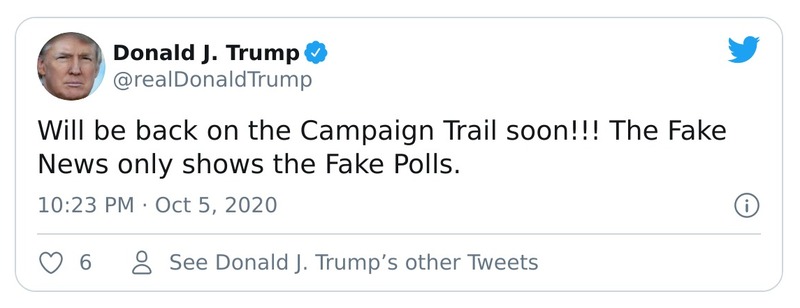 Donald J. Trump
@realDonaldTrump
Will be back on the Campaign Trail soon!!! The Fake
News only shows the Fake Polls.
10:23 PM · Oct 5, 2020
6 See Donald J. Trump’s other Tweets